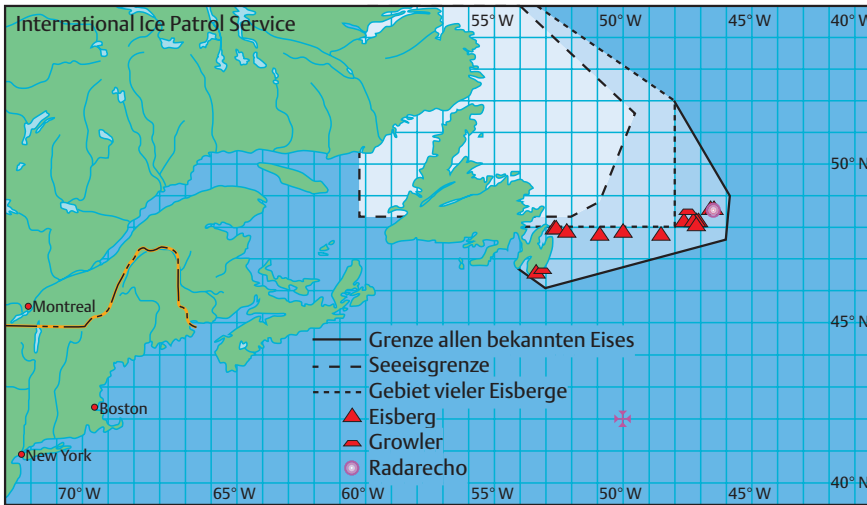 International Ice Patrol Service
55° W
50° W
45° W
40° W
50° N
Montreal
45° N
Grenze allen bekannten Eises
Seeeisgrenze
Gebiet vieler Eisberge
Eisberg
Boston
Growler
New York
Radarecho
70° W
65° W
60° W
55° W
50° W
45° W
40° N